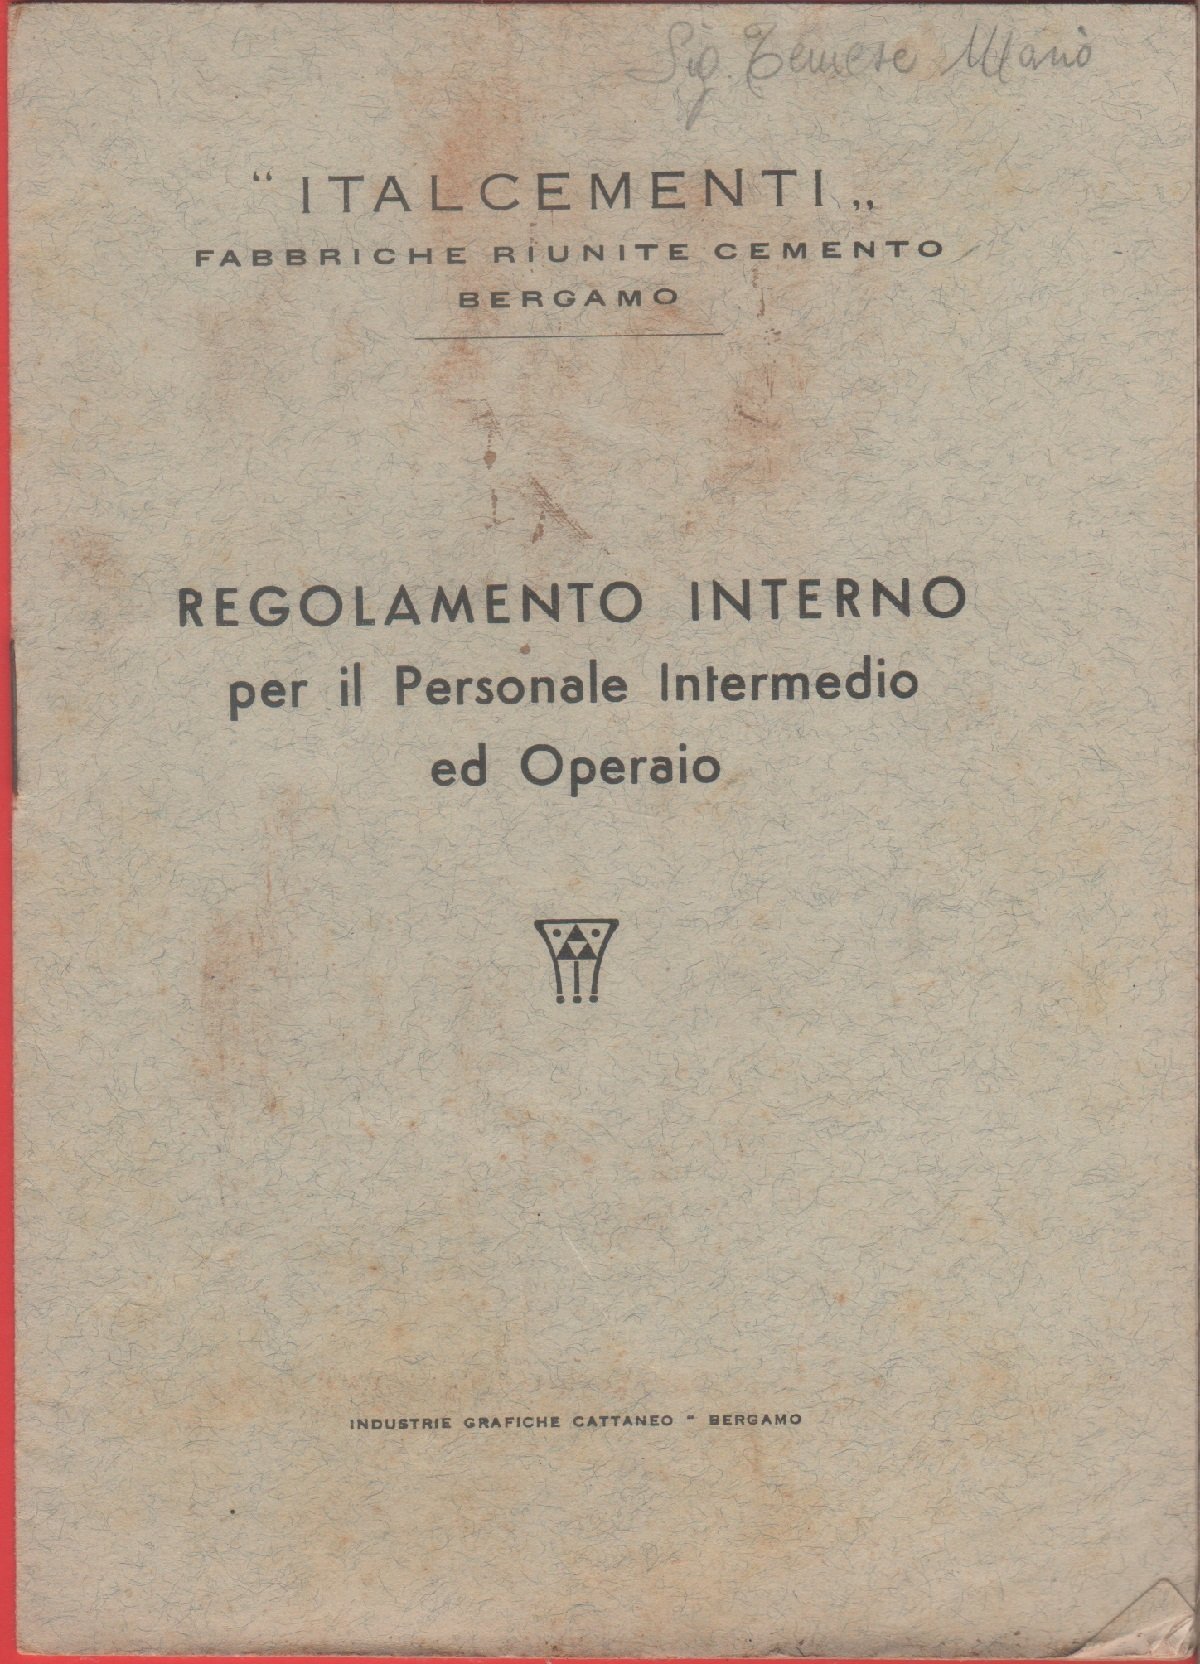 Sig. Mario
“ ITALCEMENTI „
FABBRICHE RIUNITE CEMENTO
BERGAMO
REGOLAMENTO INTERNO
per il Personale Intermedio
ed Operaio
INDUSTRIE GRAFICHE CATTANEO - BERGAMO